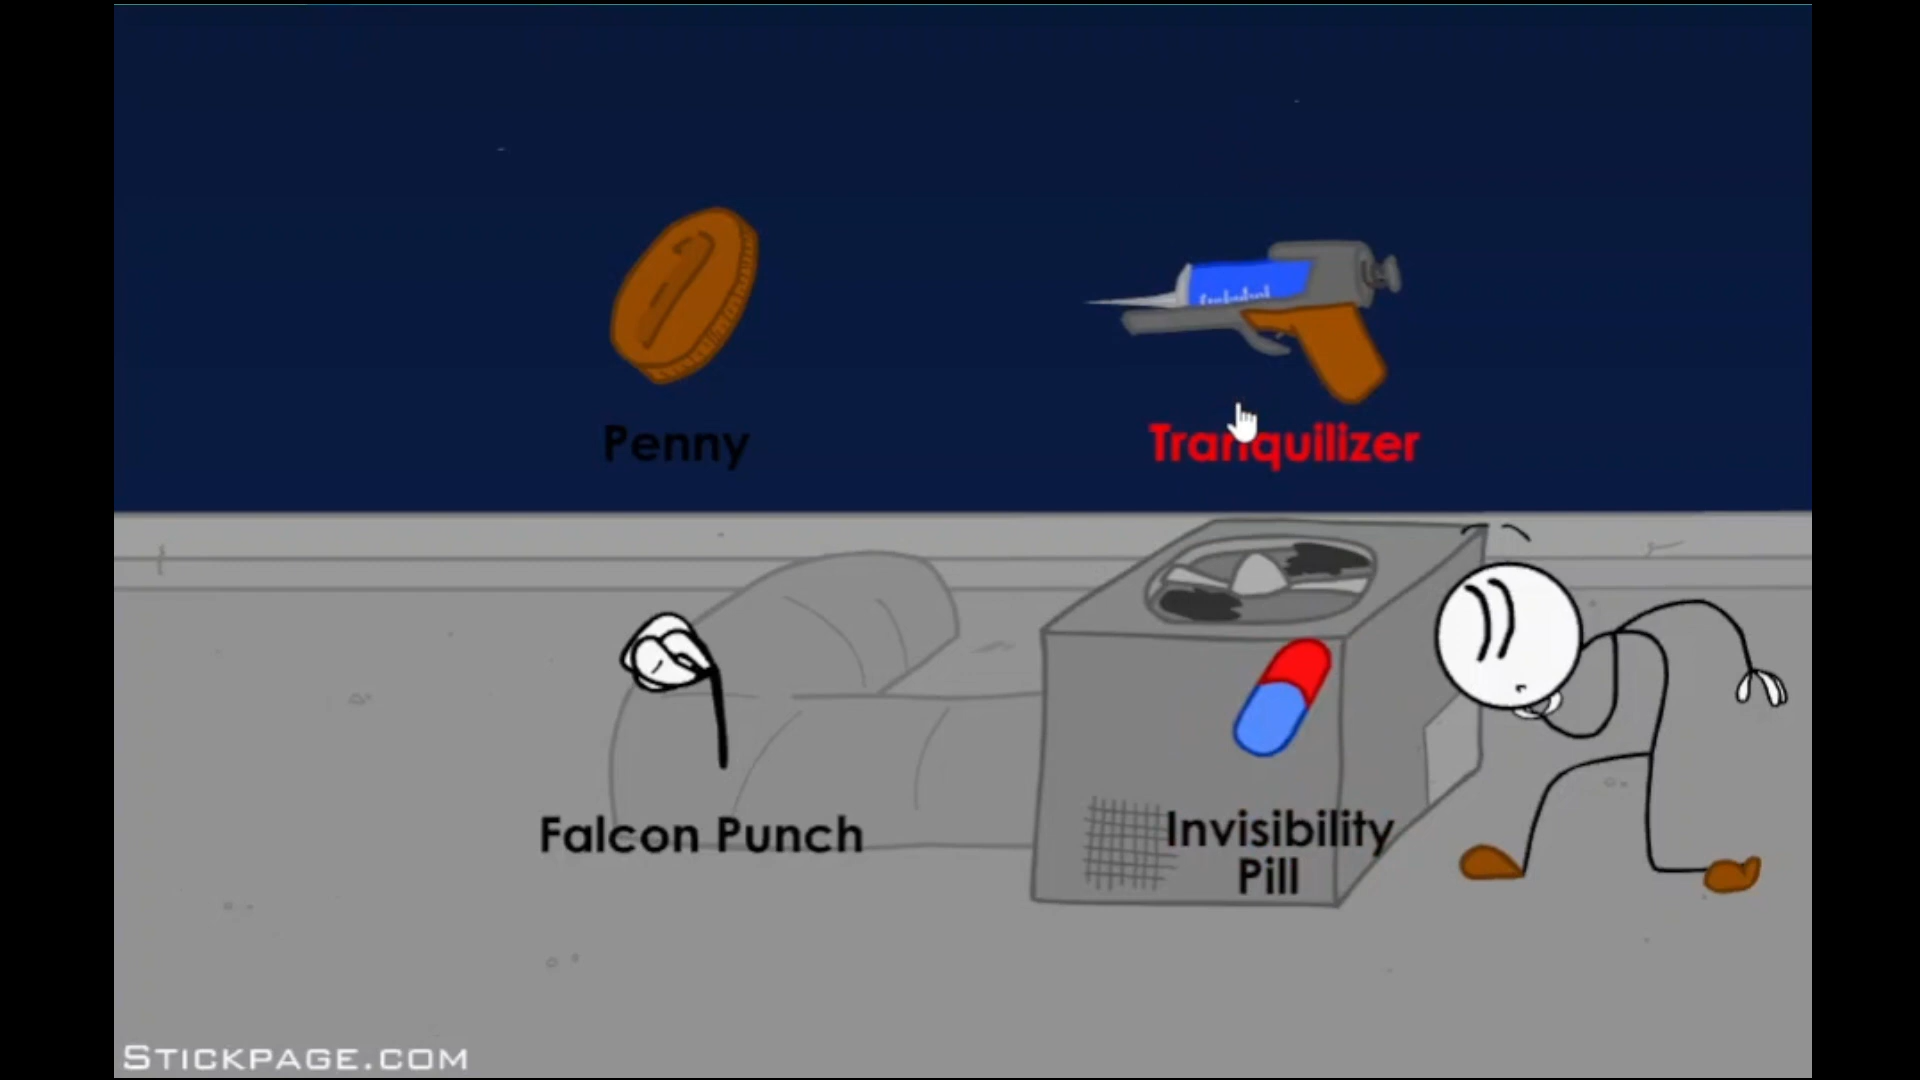 Penny
Tranquilizer
Falcon Punch
Invisibility
Pill
STICKPAGE.COM